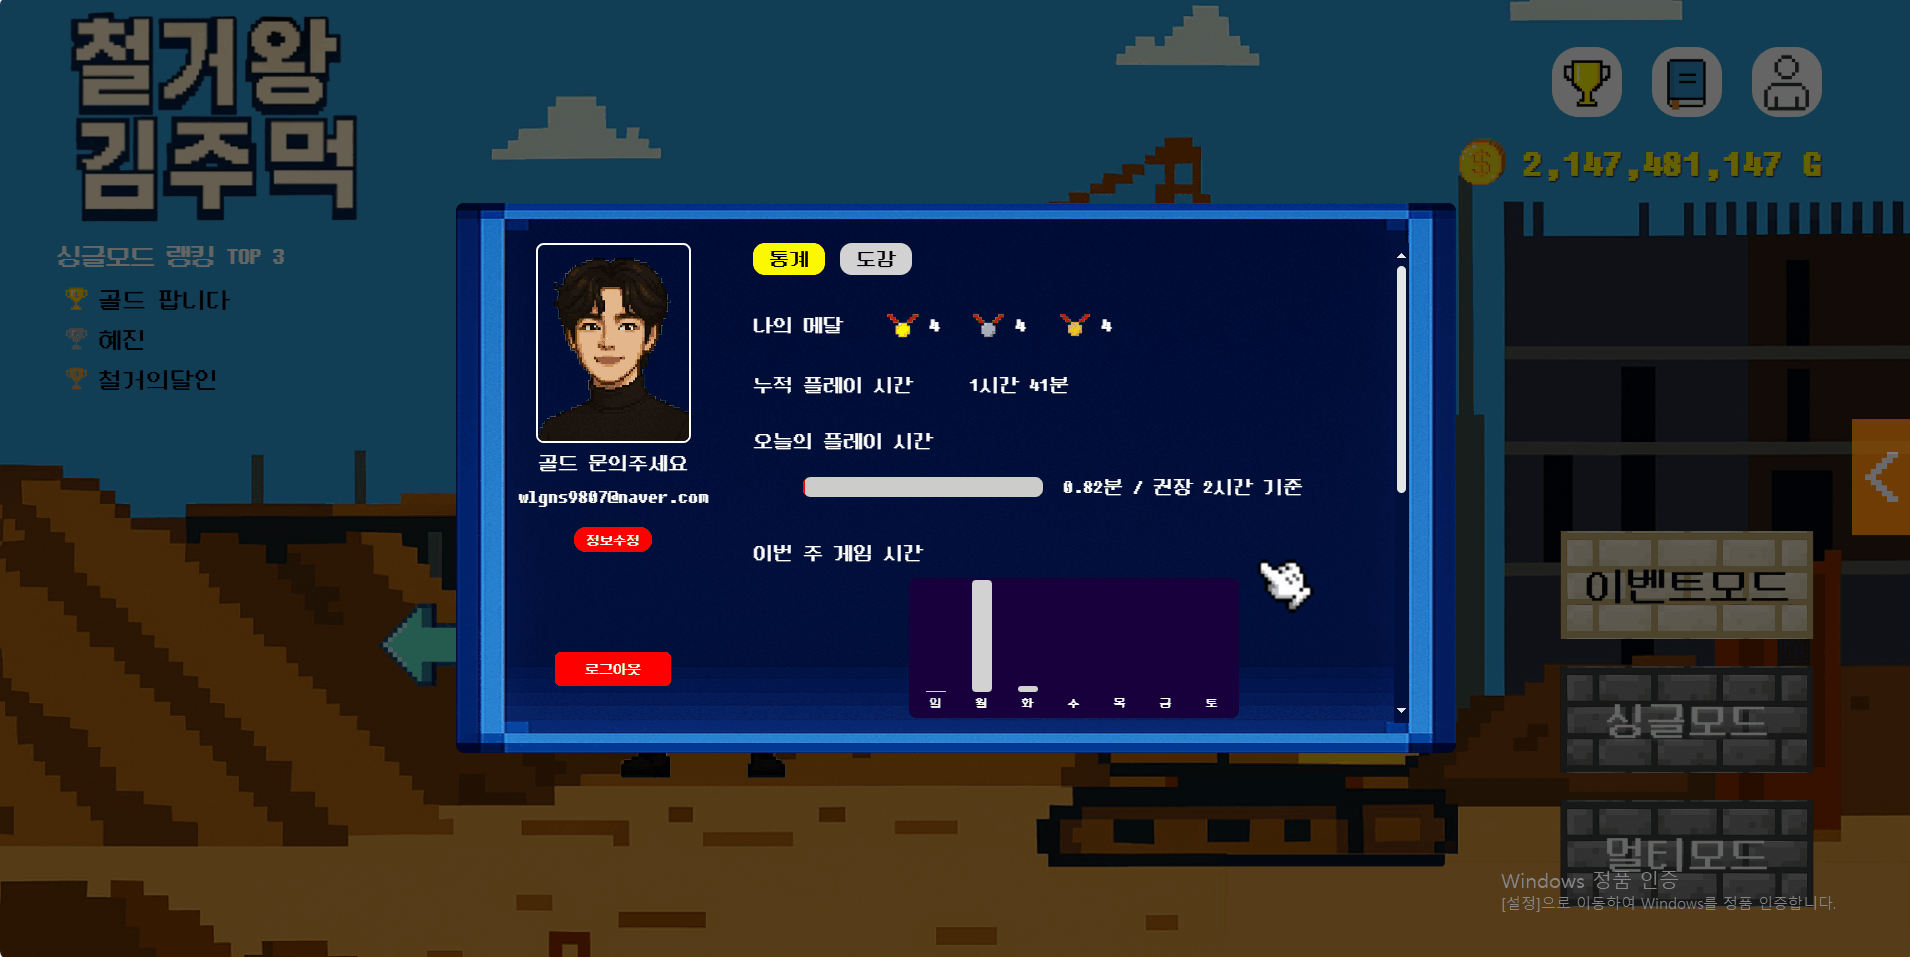 철거왕
김주먹
2,147,481,147 G
싱글모드 랭킹 TOP 3
골드 팝니다
혜진
철거의달인
통계 도감
나의 메달 4 4 4
누적 플레이 시간 1시간 41분
오늘의 플레이 시간
0.82분 / 권장 2시간 기준
이번 주 게임 시간
일 월 화 수 목 금 토
골드 문의주세요
wlgns9807@naver.com
정보수정
로그아웃
이벤트모드
싱글모드
멀티모드
Windows 정품 인증
[설정]으로 이동하여 Windows를 정품 인증합니다.